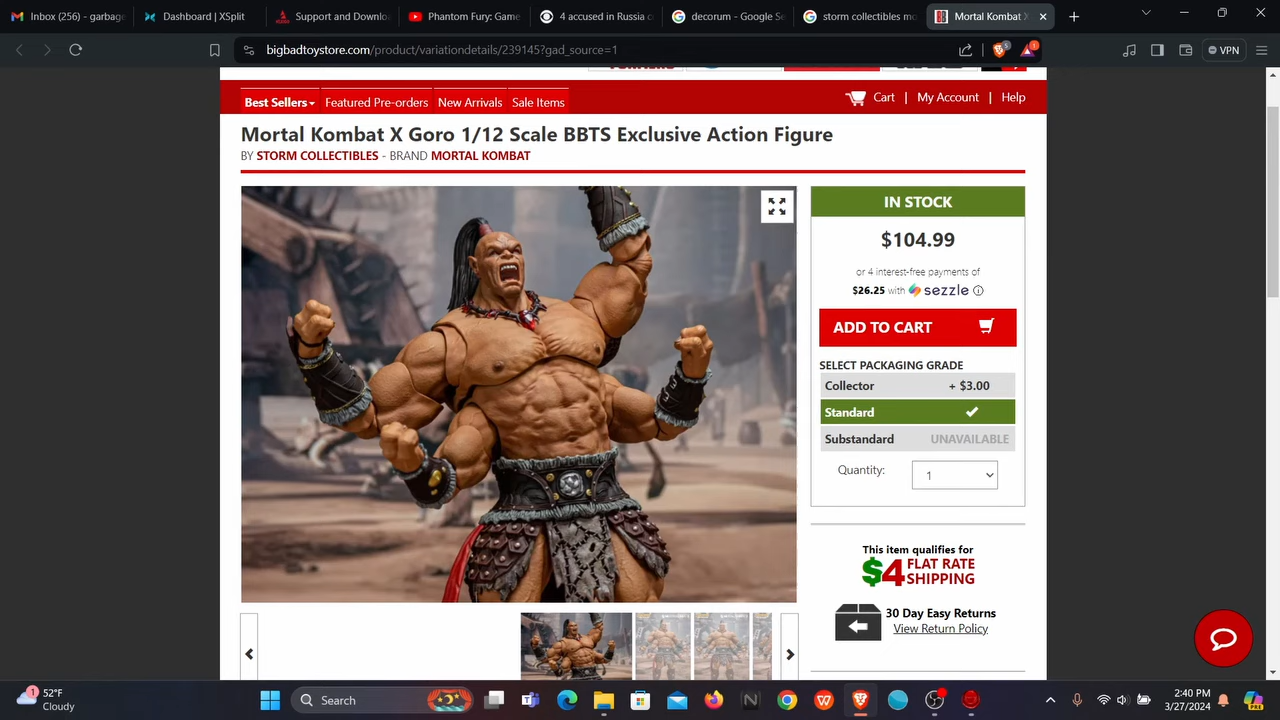 Inbox (256) - garbag
Dashboard | XSplit
Support and Downlo
Phantom Fury: Game
4 accused in Russia c
decorum - Google Se
storm collectibles mo
Mortal Kombat X
bigbadtoystore.com/product/variationdetails/239145?gad_source=1
VPN
Best Sellers
Featured Pre-orders
New Arrivals
Sale Items
Cart | My Account | Help
Mortal Kombat X Goro 1/12 Scale BBTS Exclusive Action Figure
BY STORM COLLECTIBLES - BRAND MORTAL KOMBAT
IN STOCK
$104.99
or 4 interest-free payments of
$26.25 with sezzle
ADD TO CART
SELECT PACKAGING GRADE
Collector + $3.00
Standard
Substandard UNAVAILABLE
Quantity: 1
This item qualifies for
$4 FLAT RATE
SHIPPING
30 Day Easy Returns
View Return Policy
1
52°F
Cloudy
Search
2:40 PM
3/27/2024